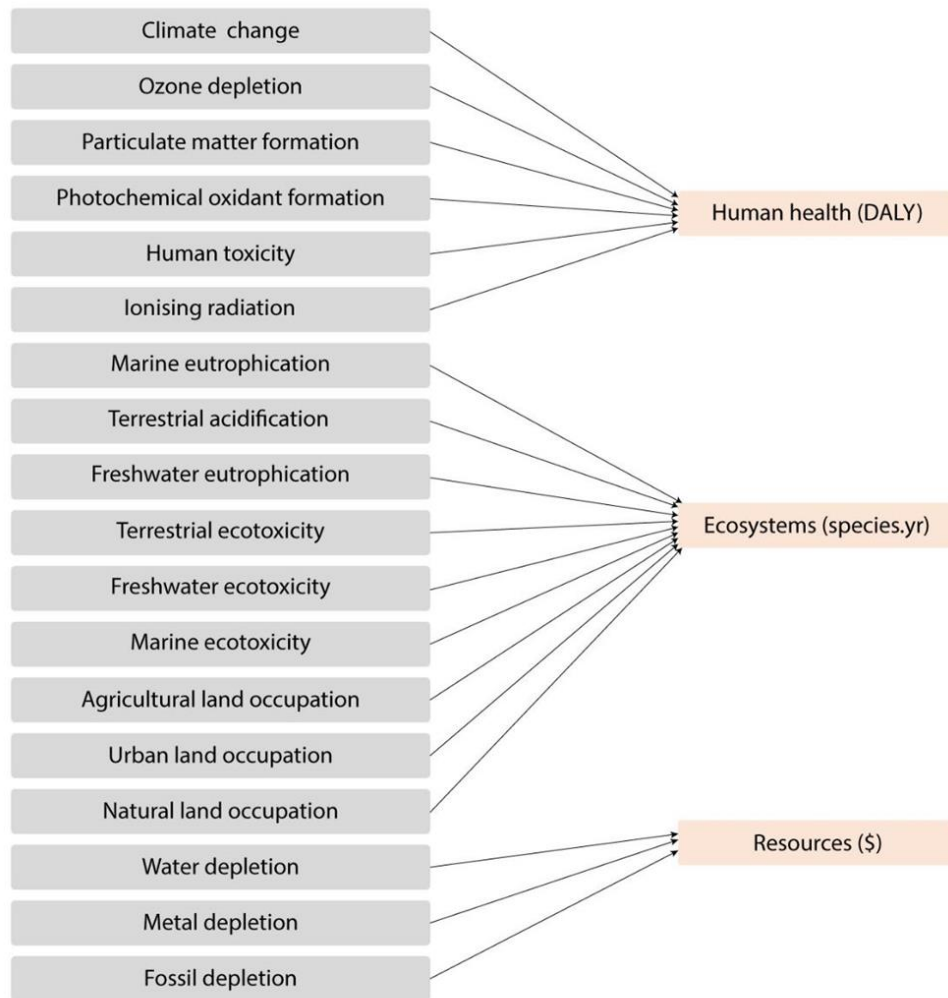 Climate change
Ozone depletion
Particulate matter formation
Photochemical oxidant formation
Human toxicity
Ionising radiation
Marine eutrophication
Terrestrial acidification
Freshwater eutrophication
Terrestrial ecotoxicity
Freshwater ecotoxicity
Marine ecotoxicity
Agricultural land occupation
Urban land occupation
Natural land occupation
Water depletion
Metal depletion
Fossil depletion
Human health (DALY)
Ecosystems (species.yr)
Resources ($)